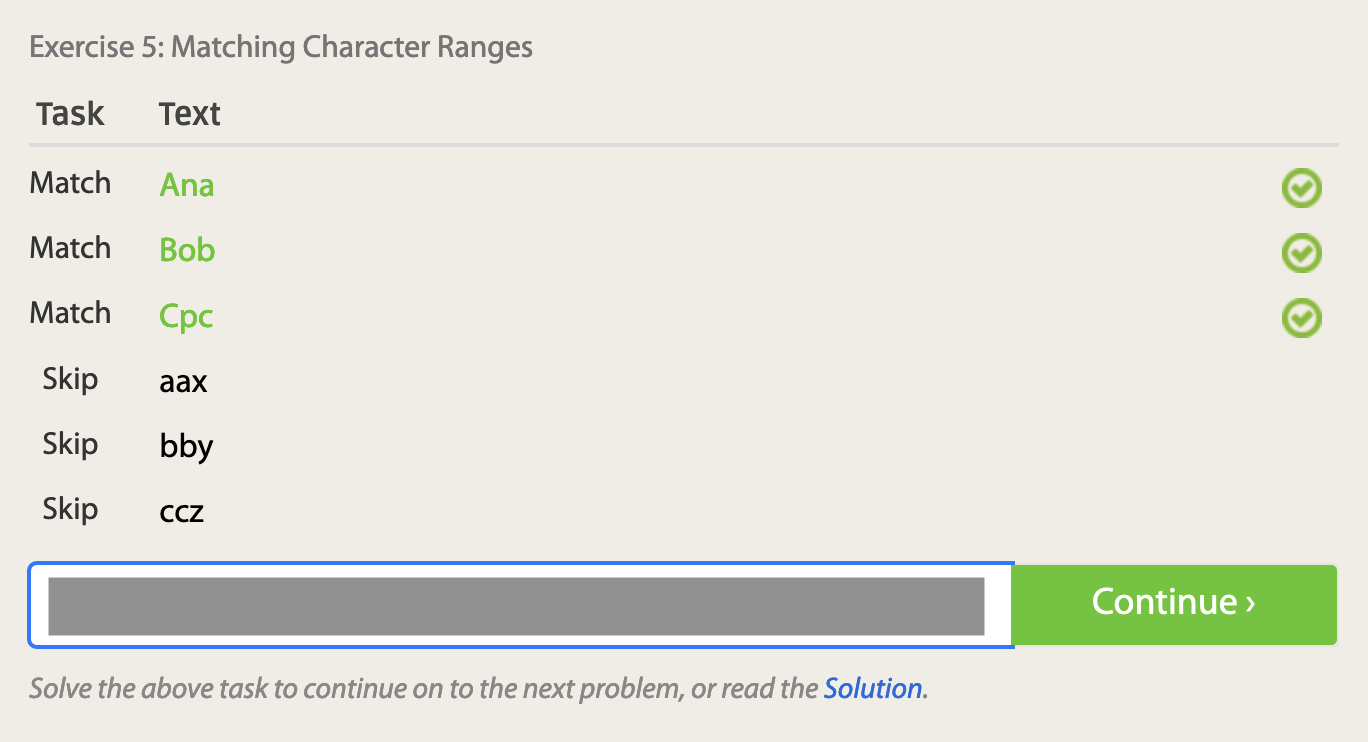 Exercise 5: Matching Character Ranges
Task Text
Match Ana
Match Bob
Match Cpc
Skip aax
Skip bby
Skip ccz
Continue ›
Solve the above task to continue on to the next problem, or read the Solution.